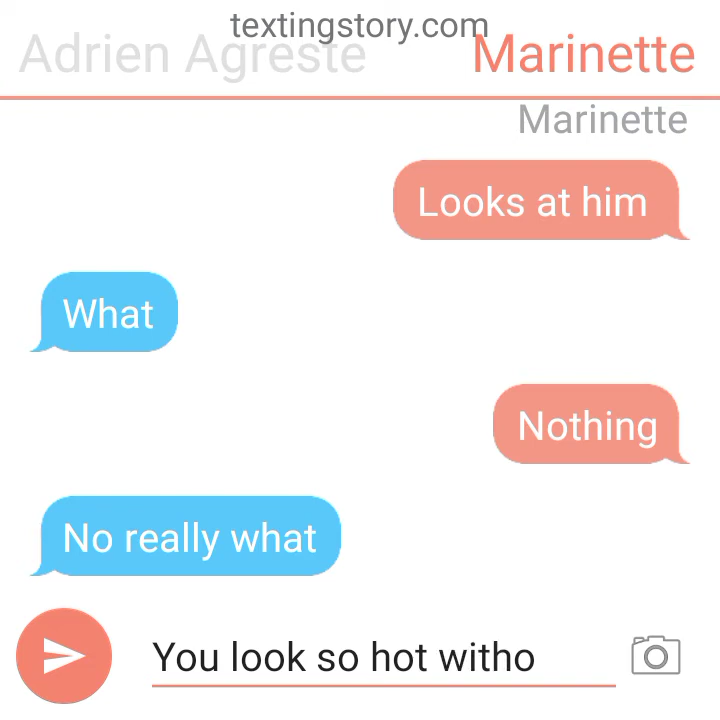 textingstory.com
Adrien Agreste Marinette
Marinette
Looks at him
What
Nothing
No really what
You look so hot witho